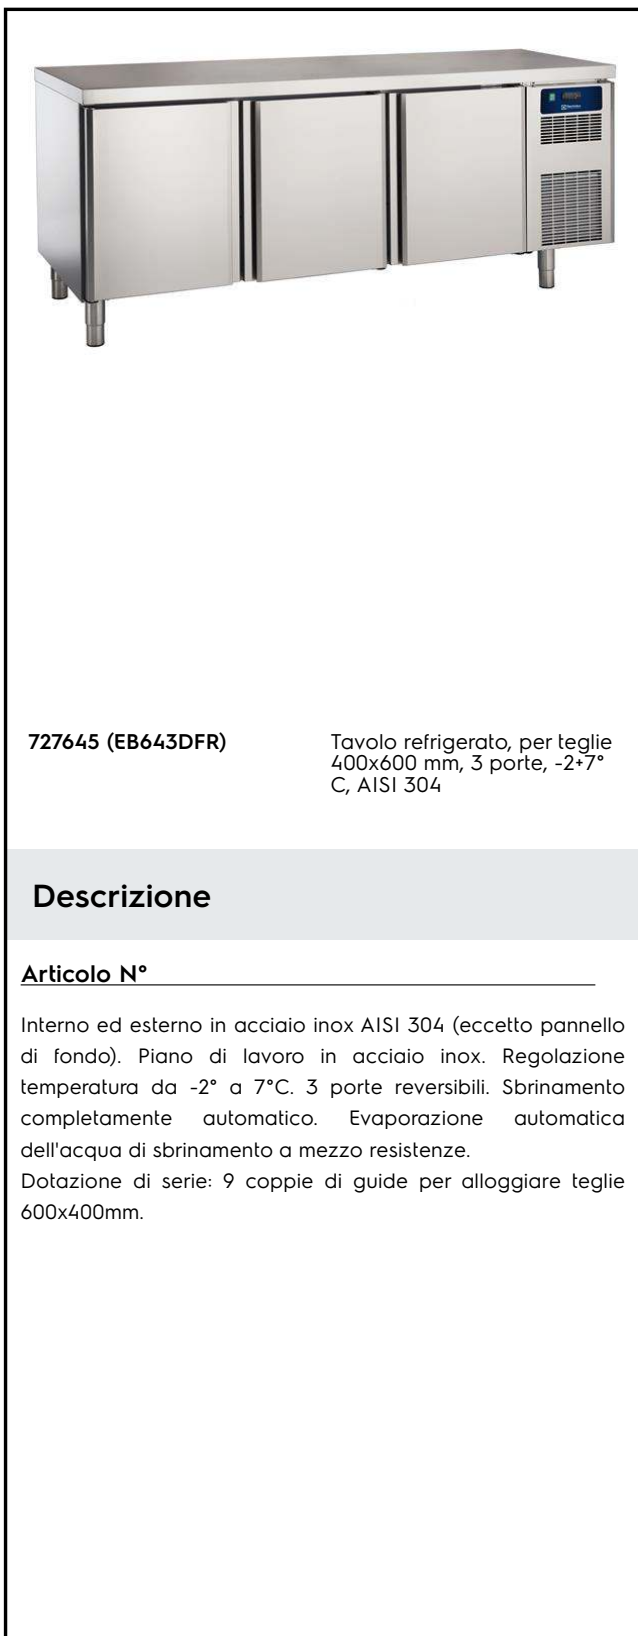 727645 (EB643DFR)
Tavolo refrigerato, per teglie
400x600 mm, 3 porte, -2+7°
C, AISI 304
Descrizione
Articolo N°
Interno ed esterno in acciaio inox AISI 304 (eccetto pannello
di fondo). Piano di lavoro in acciaio inox. Regolazione
temperatura da -2° a 7°C. 3 porte reversibili. Sbrinamento
completamente automatico. Evaporazione automatica
dell'acqua di sbrinamento a mezzo resistenze.
Dotazione di serie: 9 coppie di guide per alloggiare teglie
600x400mm.